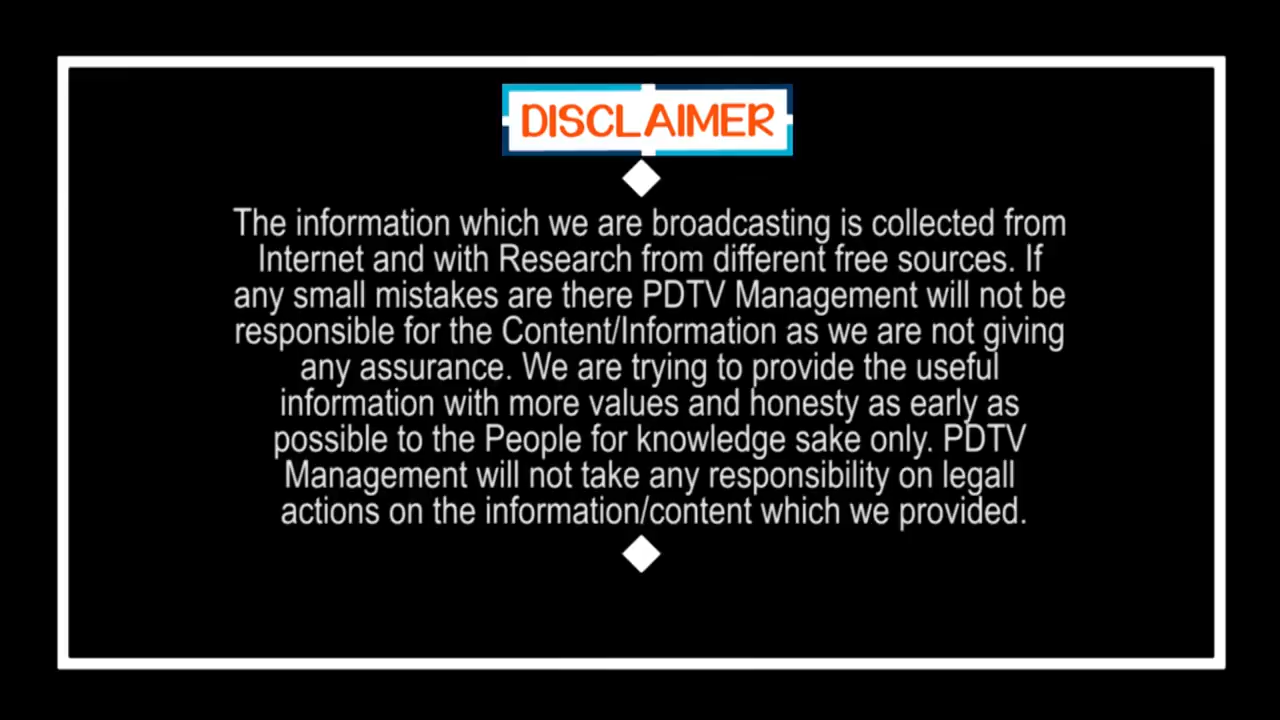 DISCLAIMER
The information which we are broadcasting is collected from
Internet and with Research from different free sources. If
any small mistakes are there PDTV Management will not be
responsible for the Content/Information as we are not giving
any assurance. We are trying to provide the useful
information with more values and honesty as early as
possible to the People for knowledge sake only. PDTV
Management will not take any responsibility on legall
actions on the information/content which we provided.